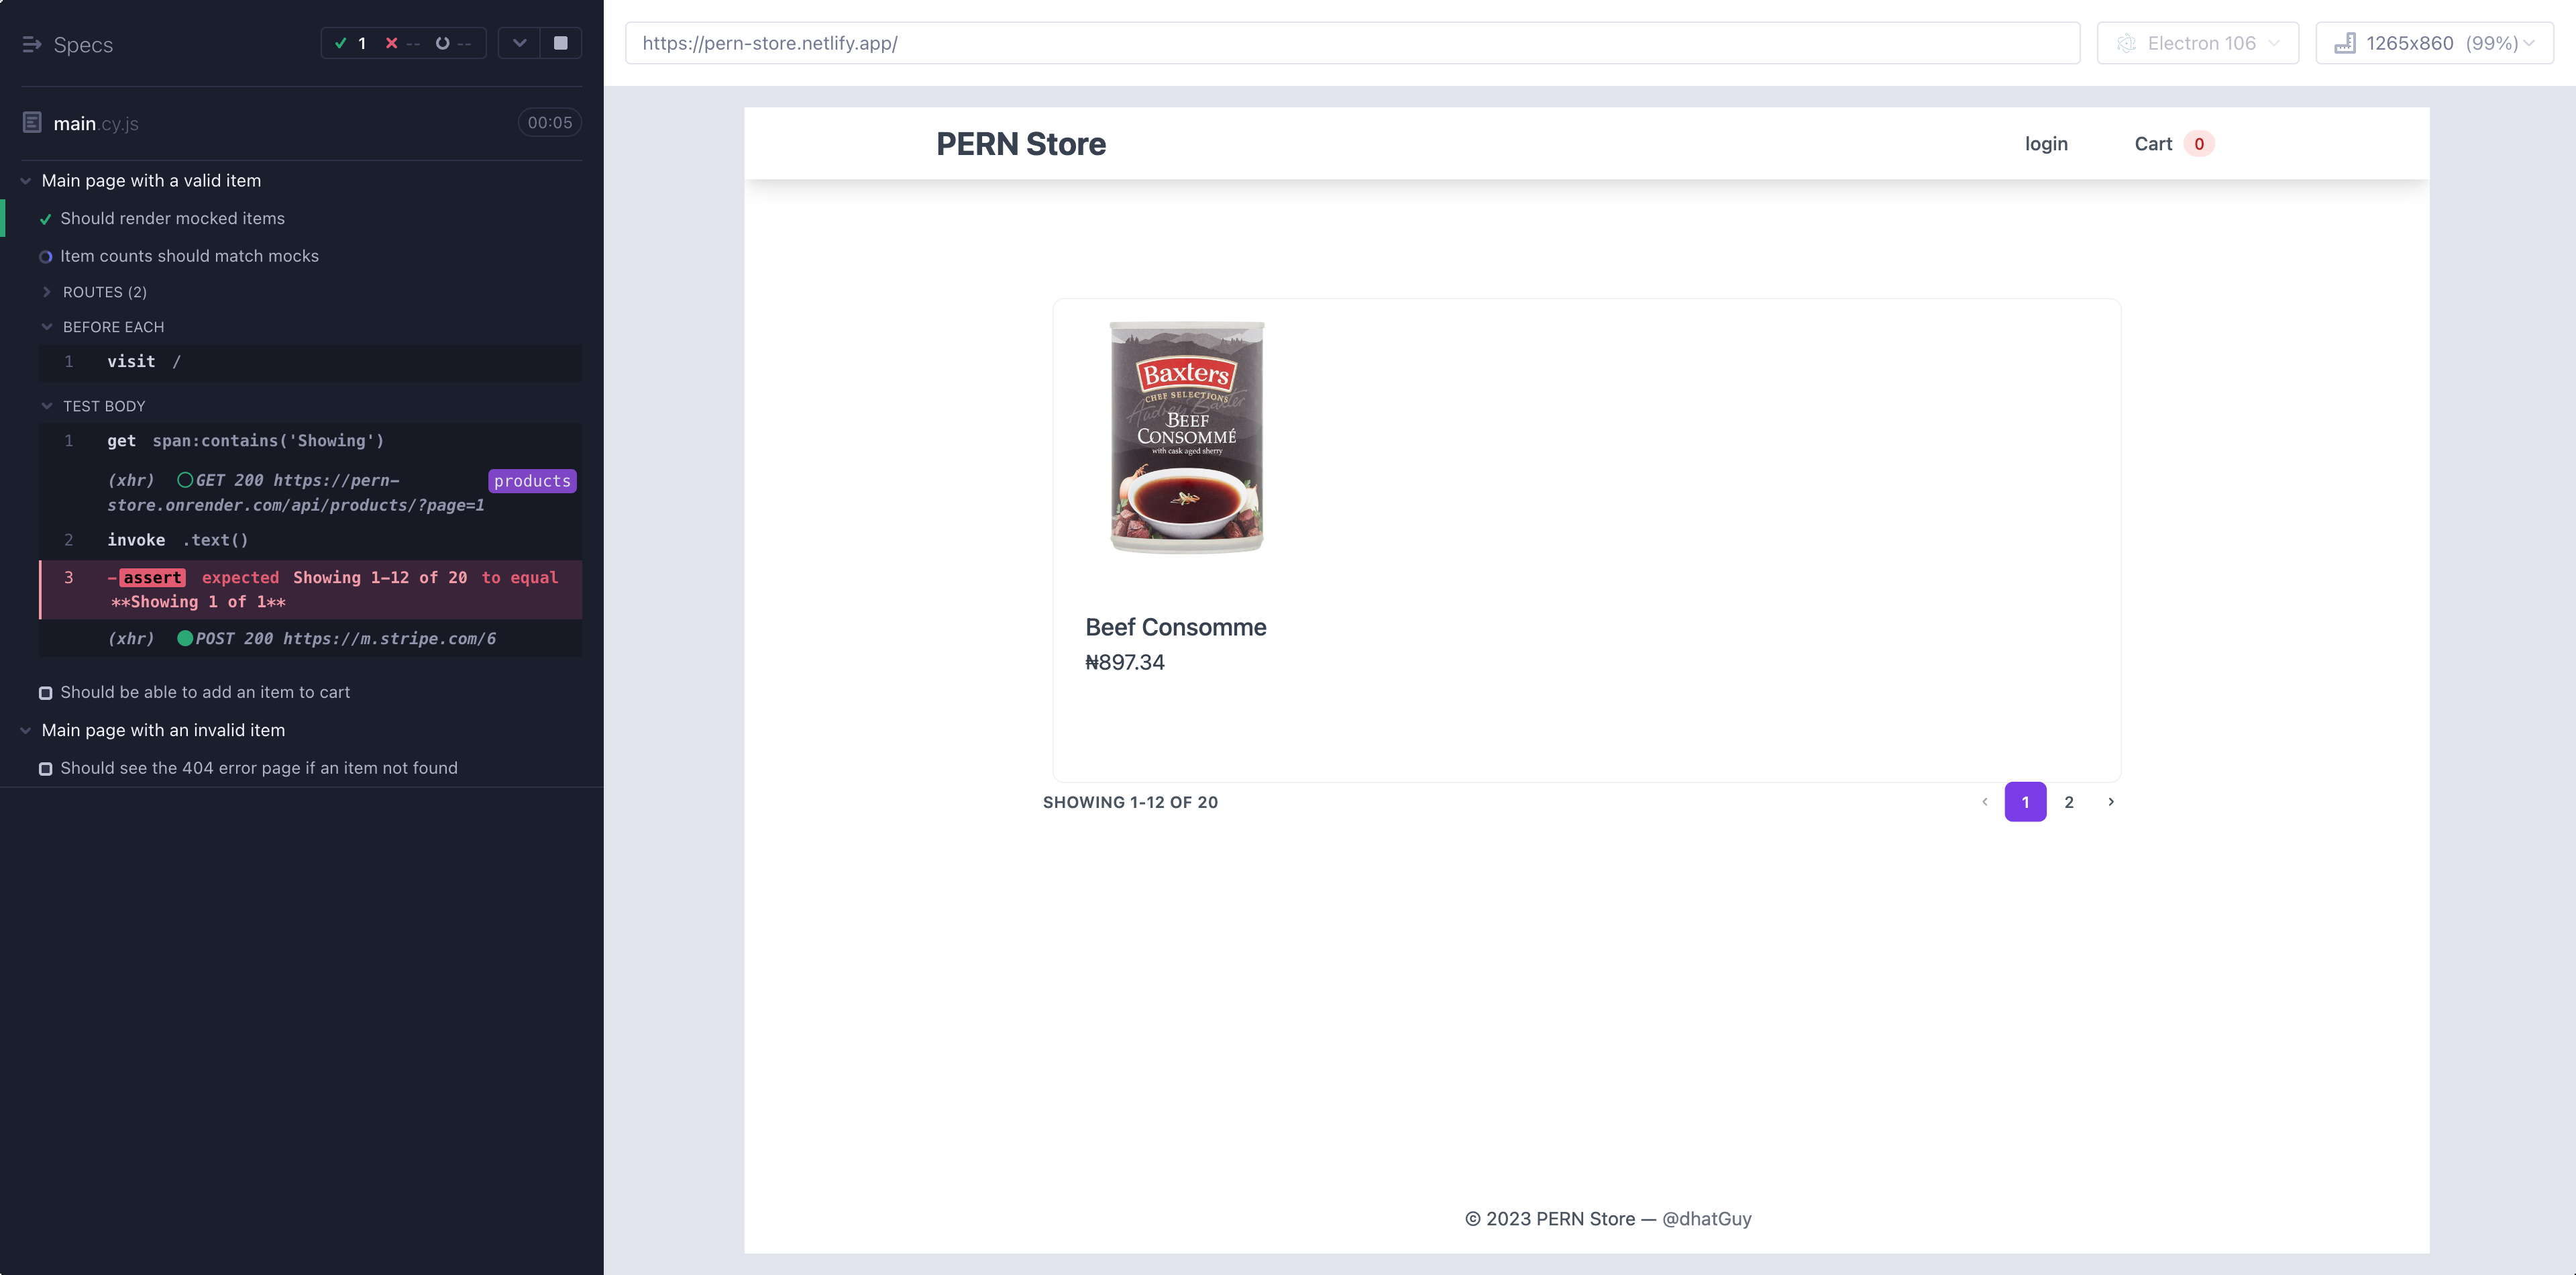 Specs
1 -- --
main.cy.js 00:05
Main page with a valid item
Should render mocked items
Item counts should match mocks
ROUTES (2)
BEFORE EACH
1 visit /
TEST BODY
1 get span:contains('Showing')
(xhr) GET 200 https://pern-
store.onrender.com/api/products/?page=1
products
2 invoke .text()
3 -assert expected Showing 1-12 of 20 to equal
**Showing 1 of 1**
(xhr) POST 200 https://m.stripe.com/6
Should be able to add an item to cart
Main page with an invalid item
Should see the 404 error page if an item not found
https://pern-store.netlify.app/
Electron 106
1265x860 (99%)
PERN Store
login
Cart 0
Baxters
CHEF SELECTIONS
Audrey Baxter
BEEF
CONSOMMÉ
with cask aged sherry
Beef Consomme
₦897.34
SHOWING 1-12 OF 20
‹ 1 2 ›
© 2023 PERN Store — @dhatGuy